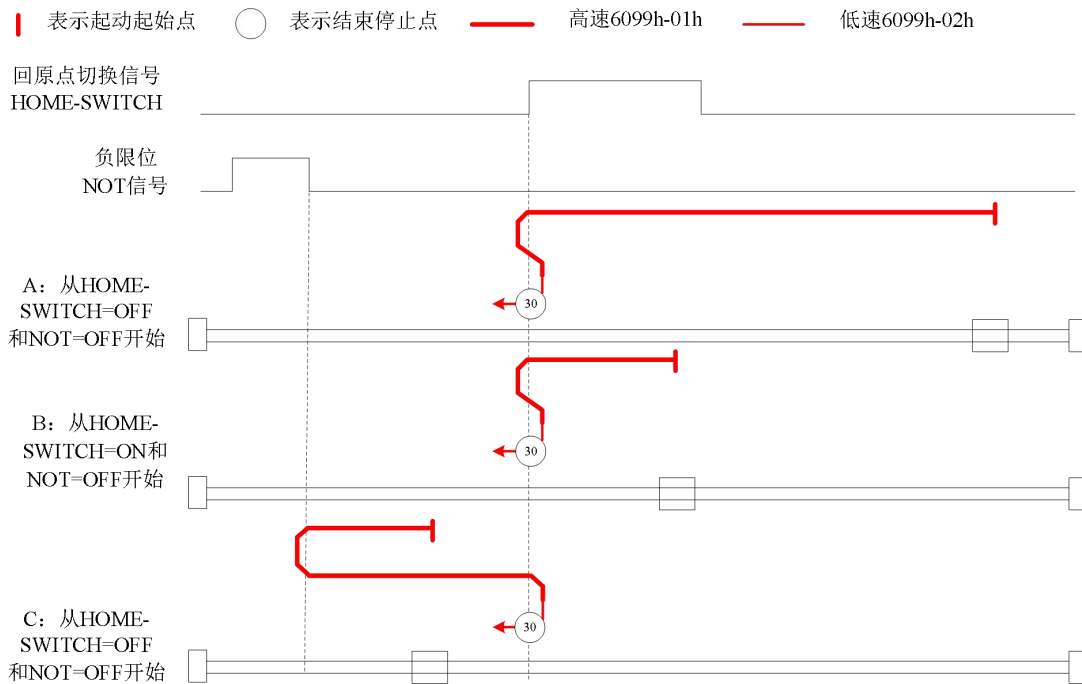 表示起动起始点 表示结束停止点 高速6099h-01h 低速6099h-02h
回原点切换信号
HOME-SWITCH
负限位
NOT信号
30
A：从HOME-
SWITCH=OFF
和NOT=OFF开始
30
B：从HOME-
SWITCH=ON和
NOT=OFF开始
30
C：从HOME-
SWITCH=OFF
和NOT=OFF开始